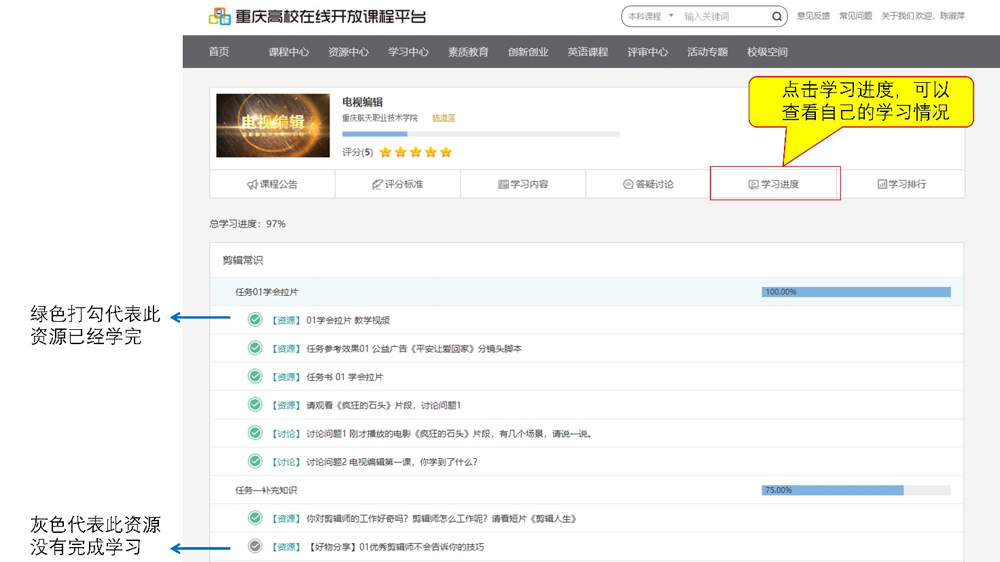 重庆高校在线开放课程平台
本科课程 输入关键词 意见反馈 常见问题 关于我们 欢迎，陈淑萍
首页 课程中心 资源中心 学习中心 素质教育 创新创业 英语课程 评审中心 活动专题 校级空间
点击学习进度，可以
查看自己的学习情况
电视编辑
电视编辑
重庆航天职业技术学院 陈淑萍
评分(5)
课程公告 评分标准 学习内容 答疑讨论 学习进度 学习排行
总学习进度：97%
剪辑常识
任务01学会拉片 100.00%
绿色打勾代表此
资源已经学完
【资源】 01学会拉片 教学视频
【资源】 任务参考效果01 公益广告《平安让爱回家》分镜头脚本
【资源】 任务书 01 学会拉片
【资源】 请观看《疯狂的石头》片段，讨论问题1
【讨论】 讨论问题1 刚才播放的电影《疯狂的石头》片段，有几个场景，请说一说。
【讨论】 讨论问题2 电视编辑第一课，你学到了什么？
任务一补充知识 75.00%
【资源】 你对剪辑师的工作好奇吗？剪辑师怎么工作呢？请看短片《剪辑人生》
灰色代表此资源
没有完成学习
【资源】 【好物分享】01优秀剪辑师不会告诉你的技巧